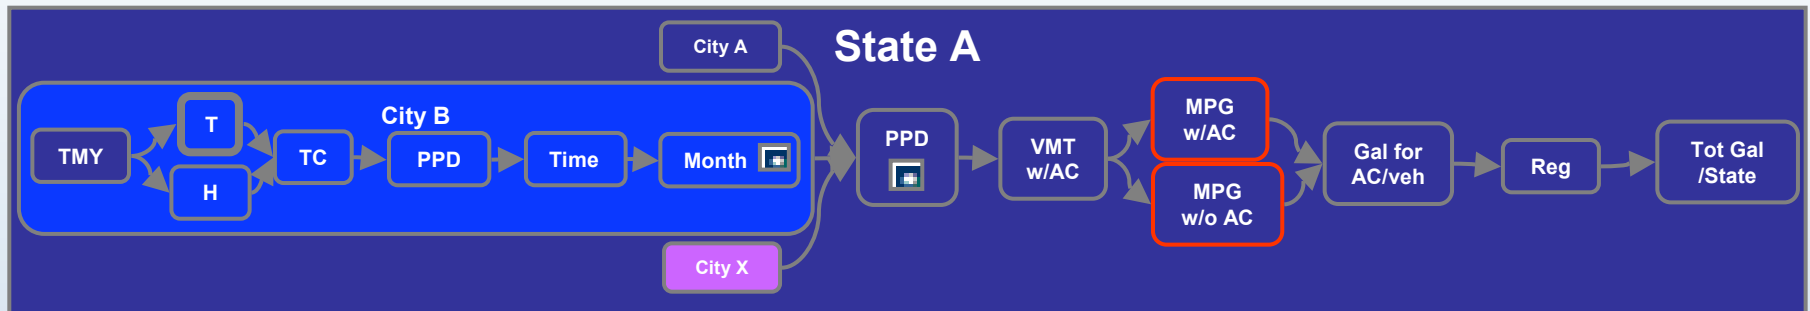 State A
City A
City B
TMY
T
H
TC
PPD
Time
Month
City X
PPD
VMT
w/AC
MPG
w/AC
MPG
w/o AC
Gal for
AC/veh
Reg
Tot Gal
/State